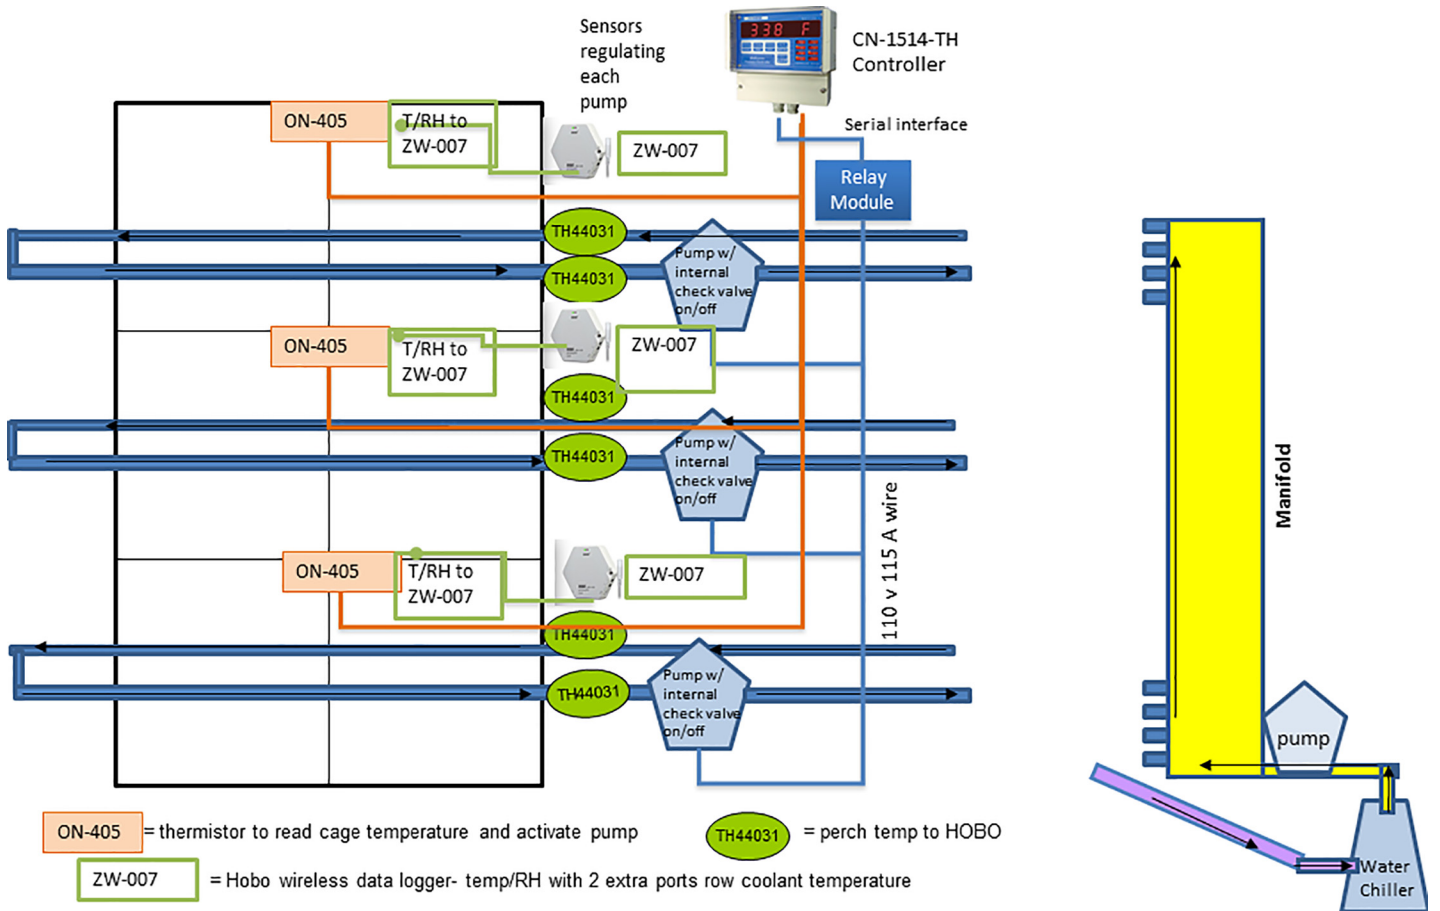 Sensors
regulating
each
pump
338 F
CN-1514-TH
Controller
Serial interface
Relay
Module
ON-405
T/RH to
ZW-007
ZW-007
TH44031
TH44031
Pump w/
internal
check valve
on/off
ON-405
T/RH to
ZW-007
ZW-007
TH44031
TH44031
Pump w/
internal
check valve
on/off
110 v 115 A wire
ON-405
T/RH to
ZW-007
ZW-007
TH44031
TH44031
Pump w/
internal
check valve
on/off
Manifold
pump
Water
Chiller
ON-405 = thermistor to read cage temperature and activate pump
TH44031 = perch temp to HOBO
ZW-007 = Hobo wireless data logger- temp/RH with 2 extra ports row coolant temperature